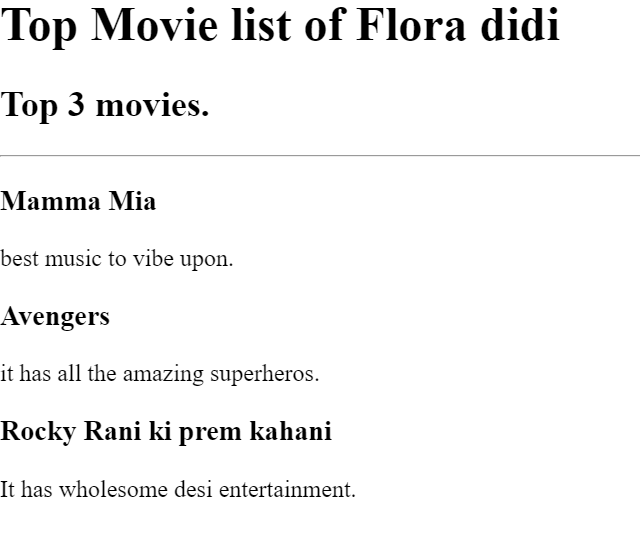 Top Movie list of Flora didi
Top 3 movies.
Mamma Mia
best music to vibe upon.
Avengers
it has all the amazing superheros.
Rocky Rani ki prem kahani
It has wholesome desi entertainment.